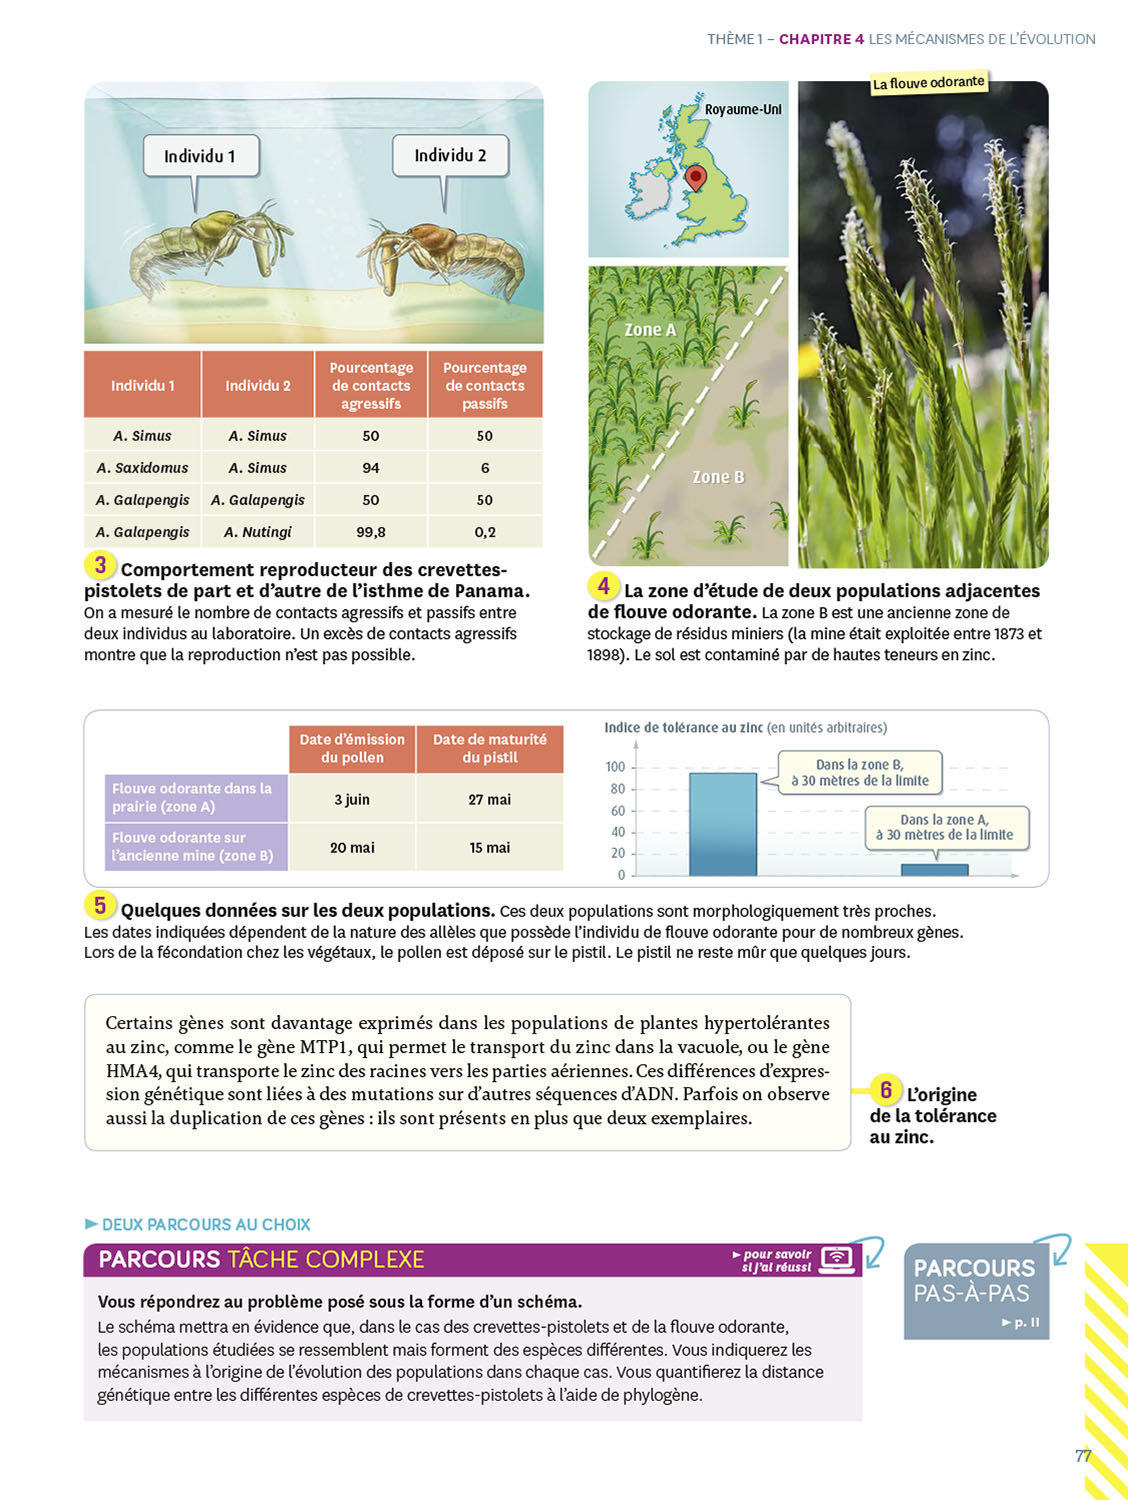 THÈME 1 – CHAPITRE 4 LES MÉCANISMES DE L'ÉVOLUTION
Individu 1
Individu 2
Individu 1 Individu 2 Pourcentage de contacts agressifs Pourcentage de contacts passifs
A. Simus A. Simus 50 50
A. Saxidomus A. Simus 94 6
A. Galapengis A. Galapengis 50 50
A. Galapengis A. Nutingi 99,8 0,2
3 Comportement reproducteur des crevettes-
pistolets de part et d'autre de l'isthme de Panama.
On a mesuré le nombre de contacts agressifs et passifs entre
deux individus au laboratoire. Un excès de contacts agressifs
montre que la reproduction n'est pas possible.
Royaume-Uni
La flouve odorante
Zone A
Zone B
4 La zone d'étude de deux populations adjacentes
de flouve odorante. La zone B est une ancienne zone de
stockage de résidus miniers (la mine était exploitée entre 1873 et
1898). Le sol est contaminé par de hautes teneurs en zinc.
Date d'émission du pollen Date de maturité du pistil
Flouve odorante dans la prairie (zone A) 3 juin 27 mai
Flouve odorante sur l'ancienne mine (zone B) 20 mai 15 mai
Indice de tolérance au zinc (en unités arbitraires)
100
80
60
40
20
0
Dans la zone B,
à 30 mètres de la limite
Dans la zone A,
à 30 mètres de la limite
5 Quelques données sur les deux populations. Ces deux populations sont morphologiquement très proches.
Les dates indiquées dépendent de la nature des allèles que possède l'individu de flouve odorante pour de nombreux gènes.
Lors de la fécondation chez les végétaux, le pollen est déposé sur le pistil. Le pistil ne reste mûr que quelques jours.
Certains gènes sont davantage exprimés dans les populations de plantes hypertolérantes
au zinc, comme le gène MTP1, qui permet le transport du zinc dans la vacuole, ou le gène
HMA4, qui transporte le zinc des racines vers les parties aériennes. Ces différences d'expres-
sion génétique sont liées à des mutations sur d'autres séquences d'ADN. Parfois on observe
aussi la duplication de ces gènes : ils sont présents en plus que deux exemplaires.
6 L'origine
de la tolérance
au zinc.
► DEUX PARCOURS AU CHOIX
PARCOURS TÂCHE COMPLEXE
► pour savoir
si j'ai réussi
Vous répondrez au problème posé sous la forme d'un schéma.
Le schéma mettra en évidence que, dans le cas des crevettes-pistolets et de la flouve odorante,
les populations étudiées se ressemblent mais forment des espèces différentes. Vous indiquerez les
mécanismes à l'origine de l'évolution des populations dans chaque cas. Vous quantifierez la distance
génétique entre les différentes espèces de crevettes-pistolets à l'aide de phylogène.
PARCOURS
PAS-À-PAS
► p. II
77